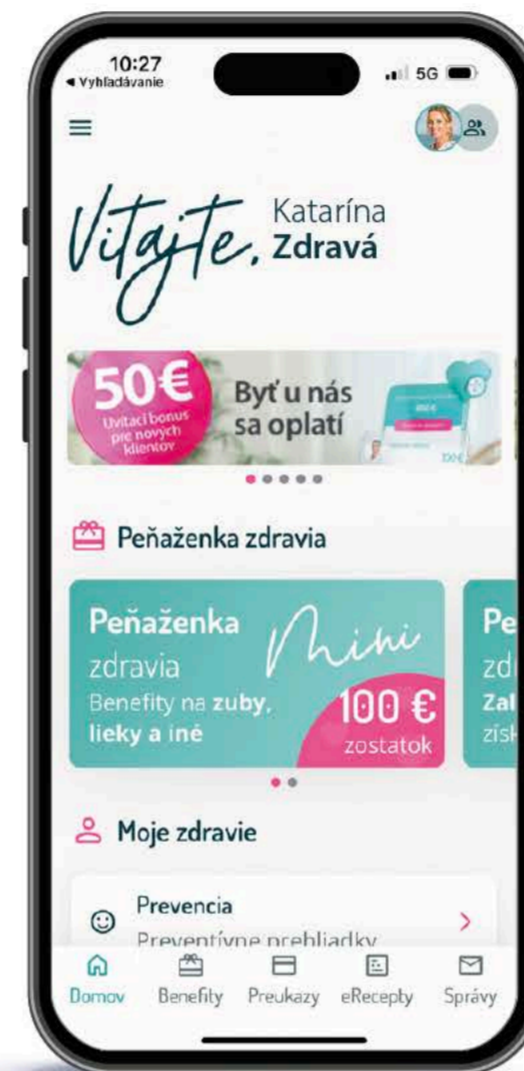 10:27
◀ Vyhľadávanie
5G
Vitajte,
Katarína
Zdravá
50€
Uvítací bonus
pre nových
klientov
Byť u nás
sa oplatí
Peňaženka zdravia
Peňaženka
zdravia
Mini
Benefity na zuby,
lieky a iné
100 €
zostatok
Pe
zd
Zal
získ
Moje zdravie
Prevencia
Preventívne prehliadky
Domov
Benefity
Preukazy
eRecepty
Správy